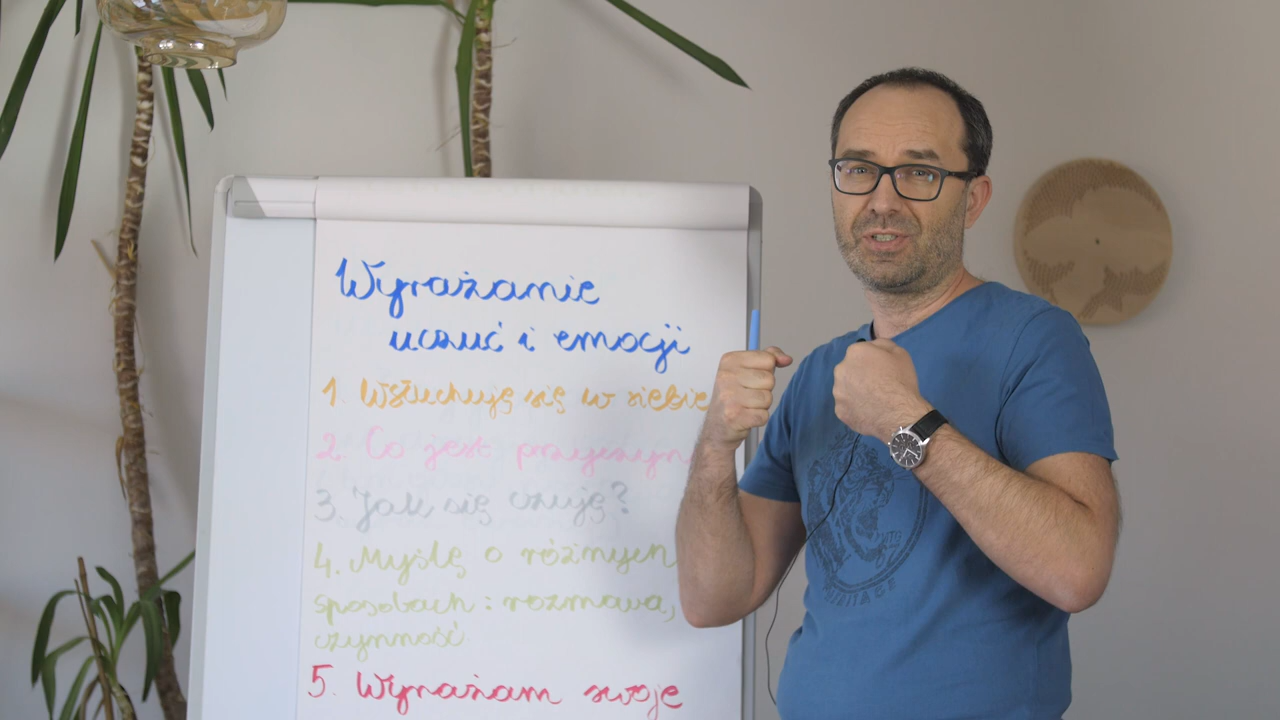 Wyrażanie
uczuć i emocji
1. Wsłuchuję się w siebie
2. Co jest
3. Jak się czuję?
4. Myślę o różnych
sposobach: rozmowa,
czynność
5. Wyrażam swoje